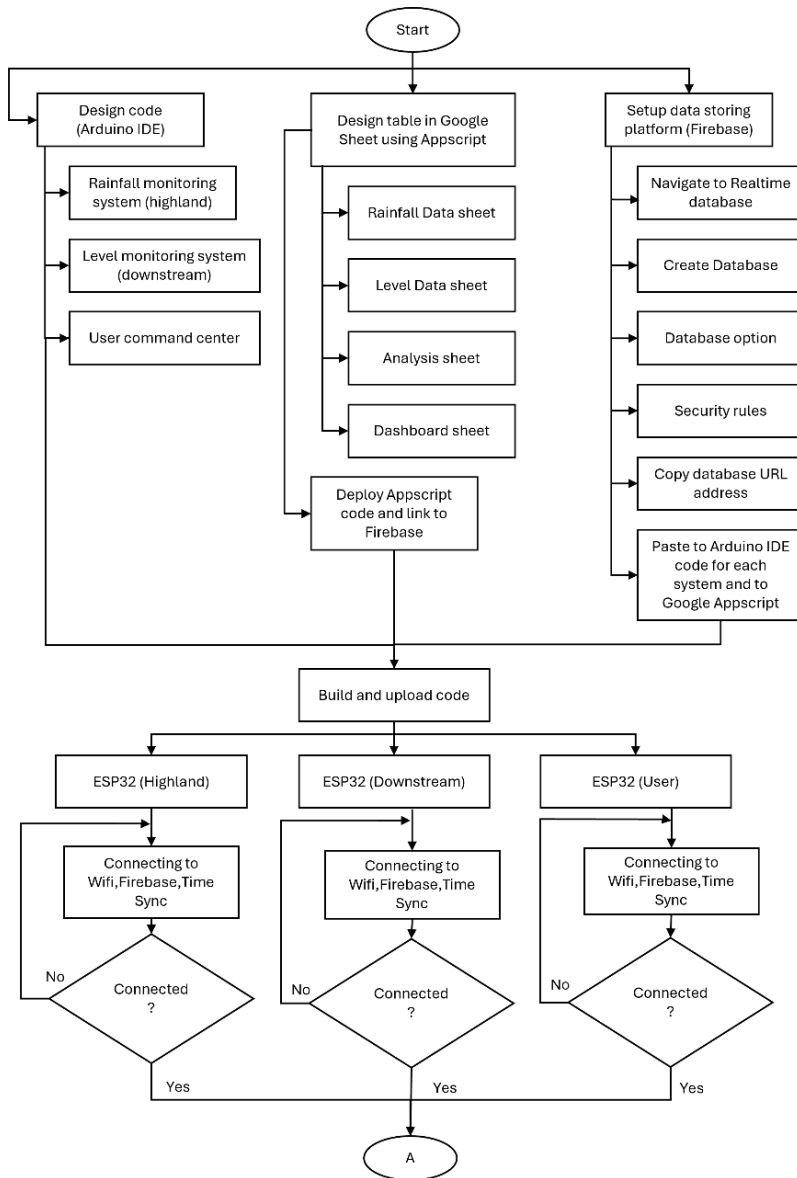 Start
Design code
(Arduino IDE)
Rainfall monitoring
system (highland)
Level monitoring system
(downstream)
User command center
Design table in Google
Sheet using Appscript
Rainfall Data sheet
Level Data sheet
Analysis sheet
Dashboard sheet
Deploy Appscript
code and link to
Firebase
Setup data storing
platform (Firebase)
Navigate to Realtime
database
Create Database
Database option
Security rules
Copy database URL
address
Paste to Arduino IDE
code for each
system and to
Google Appscript
Build and upload code
ESP32 (Highland)
Connecting to
Wifi,Firebase,Time
Sync
Connected
?
No
Yes
ESP32 (Downstream)
Connecting to
Wifi,Firebase,Time
Sync
Connected
?
No
Yes
ESP32 (User)
Connecting to
Wifi,Firebase,Time
Sync
Connected
?
No
Yes
A